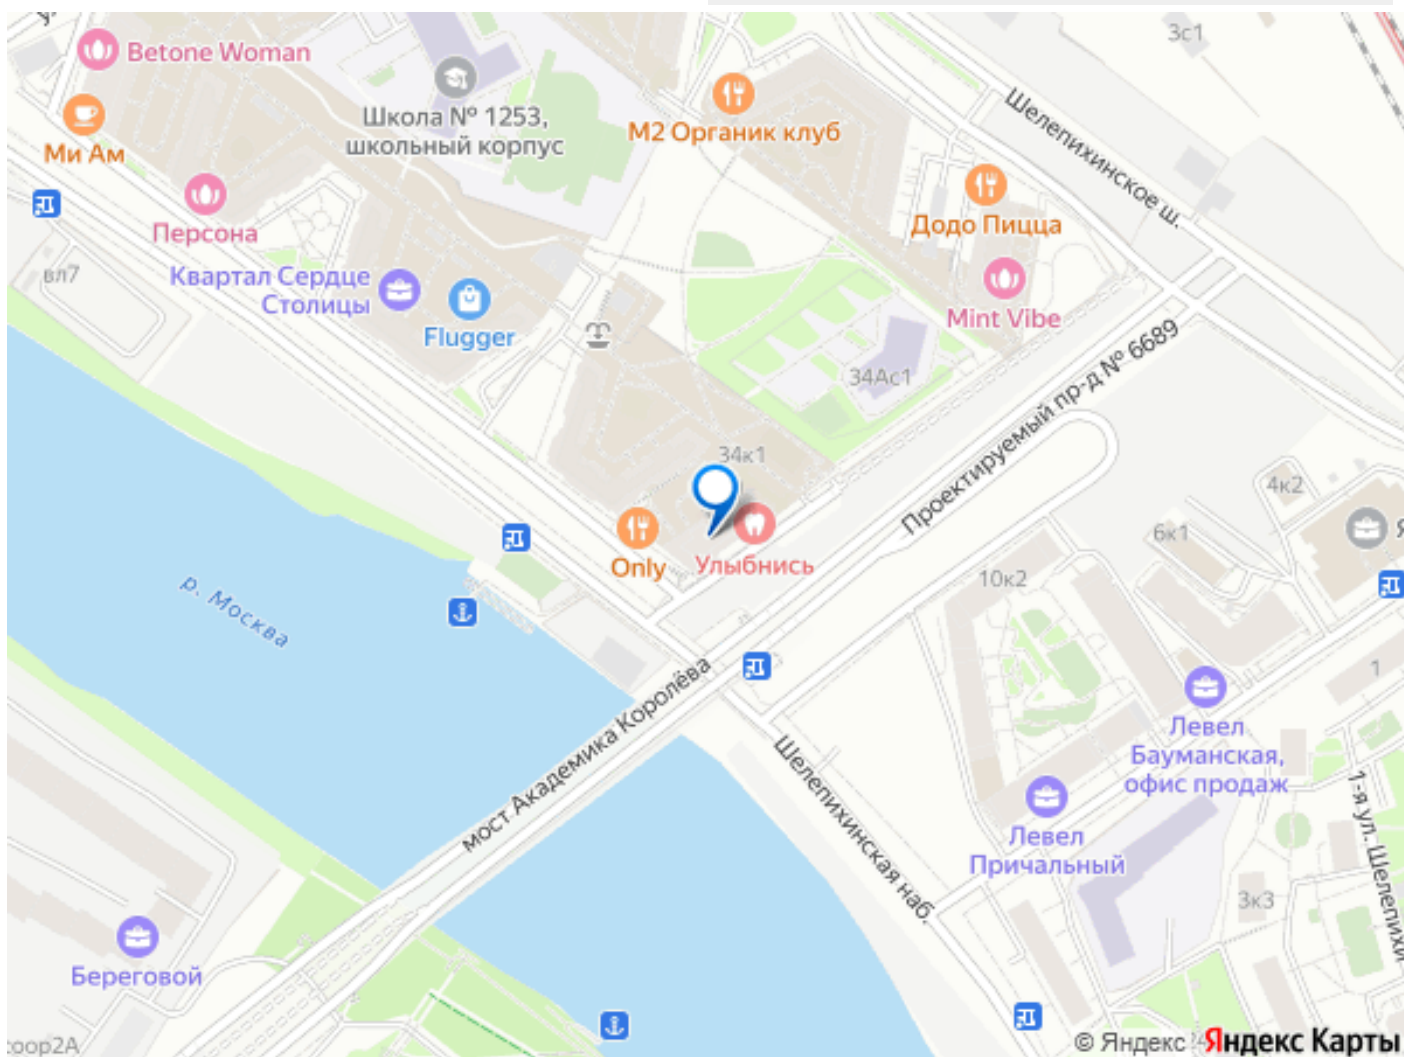 3с1
Betone Woman
Школа № 1253,
школьный корпус
М2 Органик клуб
Шелепихинское ш.
Ми Ам
Додо Пицца
Персона
Квартал Сердце
Столицы
вл7
Flugger
Mint Vibe
34Ас1
Проектируемый пр-д № 6689
34к1
4к2
6к1
Я
Only
Улыбнись
10к2
р. Москва
мост Академика Королёва
1
Левел
Бауманская,
офис продаж
Шелепихинская наб.
Левел
Причальный
1-я ул. Шелепихи
3к3
Береговой
соор2А
© Яндекс Яндекс Карты